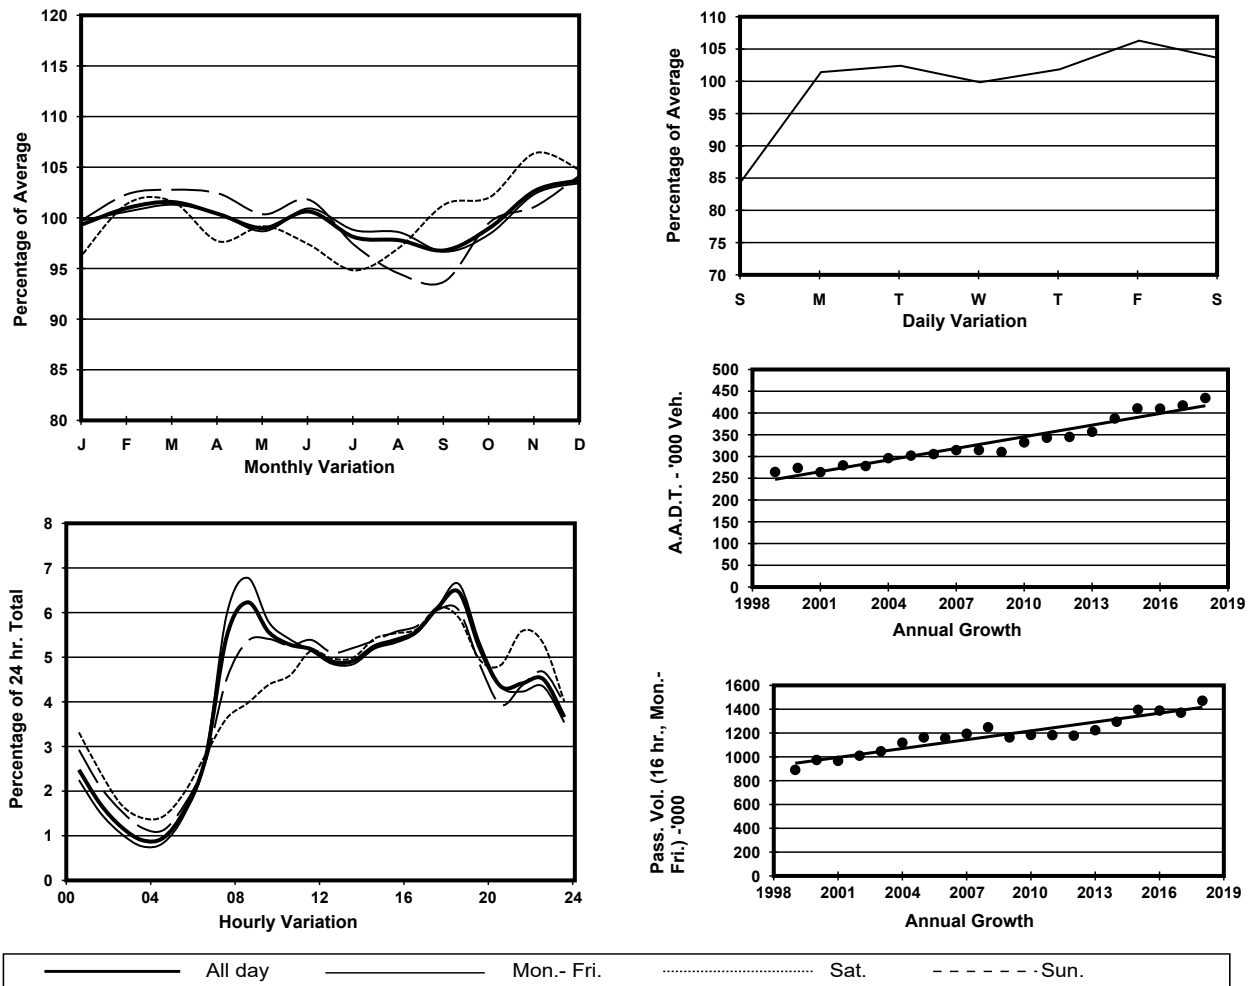 120
115
110
105
100
95
90
85
80
Percentage of Average
J F M A M J J A S O N D
Monthly Variation
110
105
100
95
90
85
80
75
70
Percentage of Average
S M T W T F S
Daily Variation
500
450
400
350
300
250
200
150
100
50
0
A.A.D.T. - '000 Veh.
1998 2001 2004 2007 2010 2013 2016 2019
Annual Growth
8
7
6
5
4
3
2
1
0
Percentage of 24 hr. Total
00 04 08 12 16 20 24
Hourly Variation
1600
1400
1200
1000
800
600
400
200
0
Pass. Vol. (16 hr., Mon.-
Fri.) -'000
1998 2001 2004 2007 2010 2013 2016 2019
Annual Growth
All day Mon.- Fri. Sat. Sun.